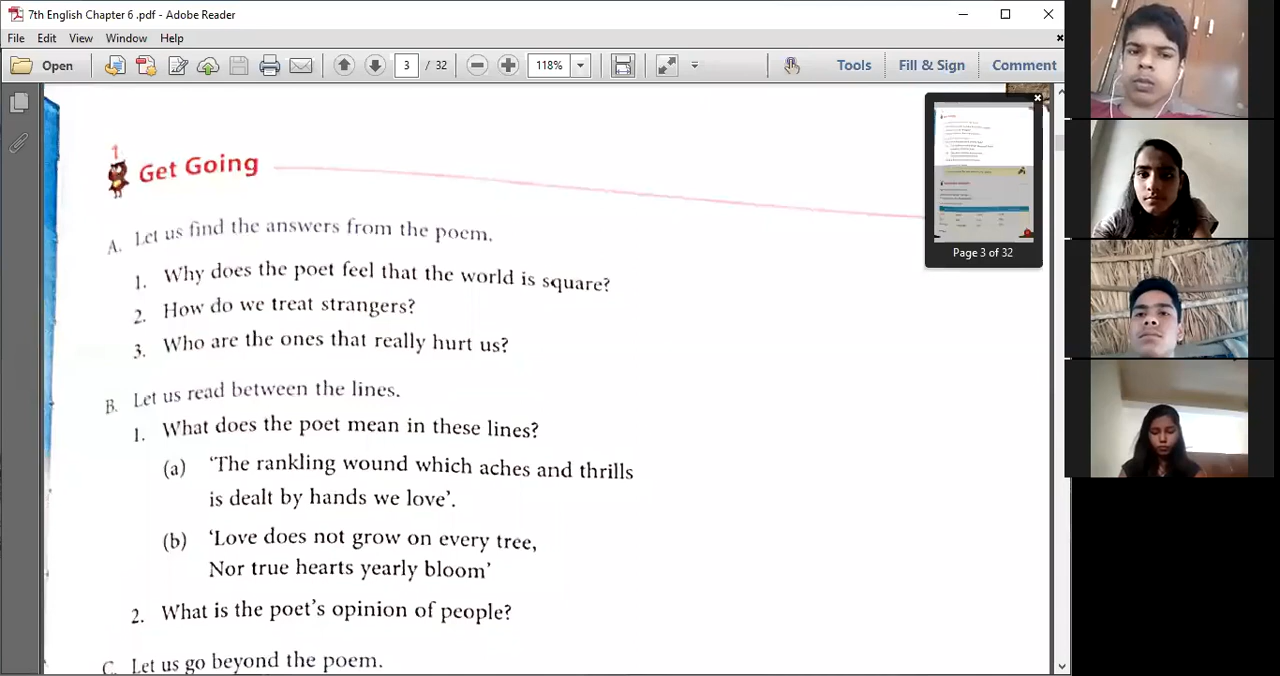 7th English Chapter 6 .pdf - Adobe Reader
File Edit View Window Help
Open 3 / 32 118% Tools Fill & Sign Comment
Get Going
A. Let us find the answers from the poem.
1. Why does the poet feel that the world is square?
2. How do we treat strangers?
3. Who are the ones that really hurt us?
B. Let us read between the lines.
1. What does the poet mean in these lines?
(a) 'The rankling wound which aches and thrills
is dealt by hands we love'.
(b) 'Love does not grow on every tree,
Nor true hearts yearly bloom'
2. What is the poet's opinion of people?
C. Let us go beyond the poem.
Page 3 of 32